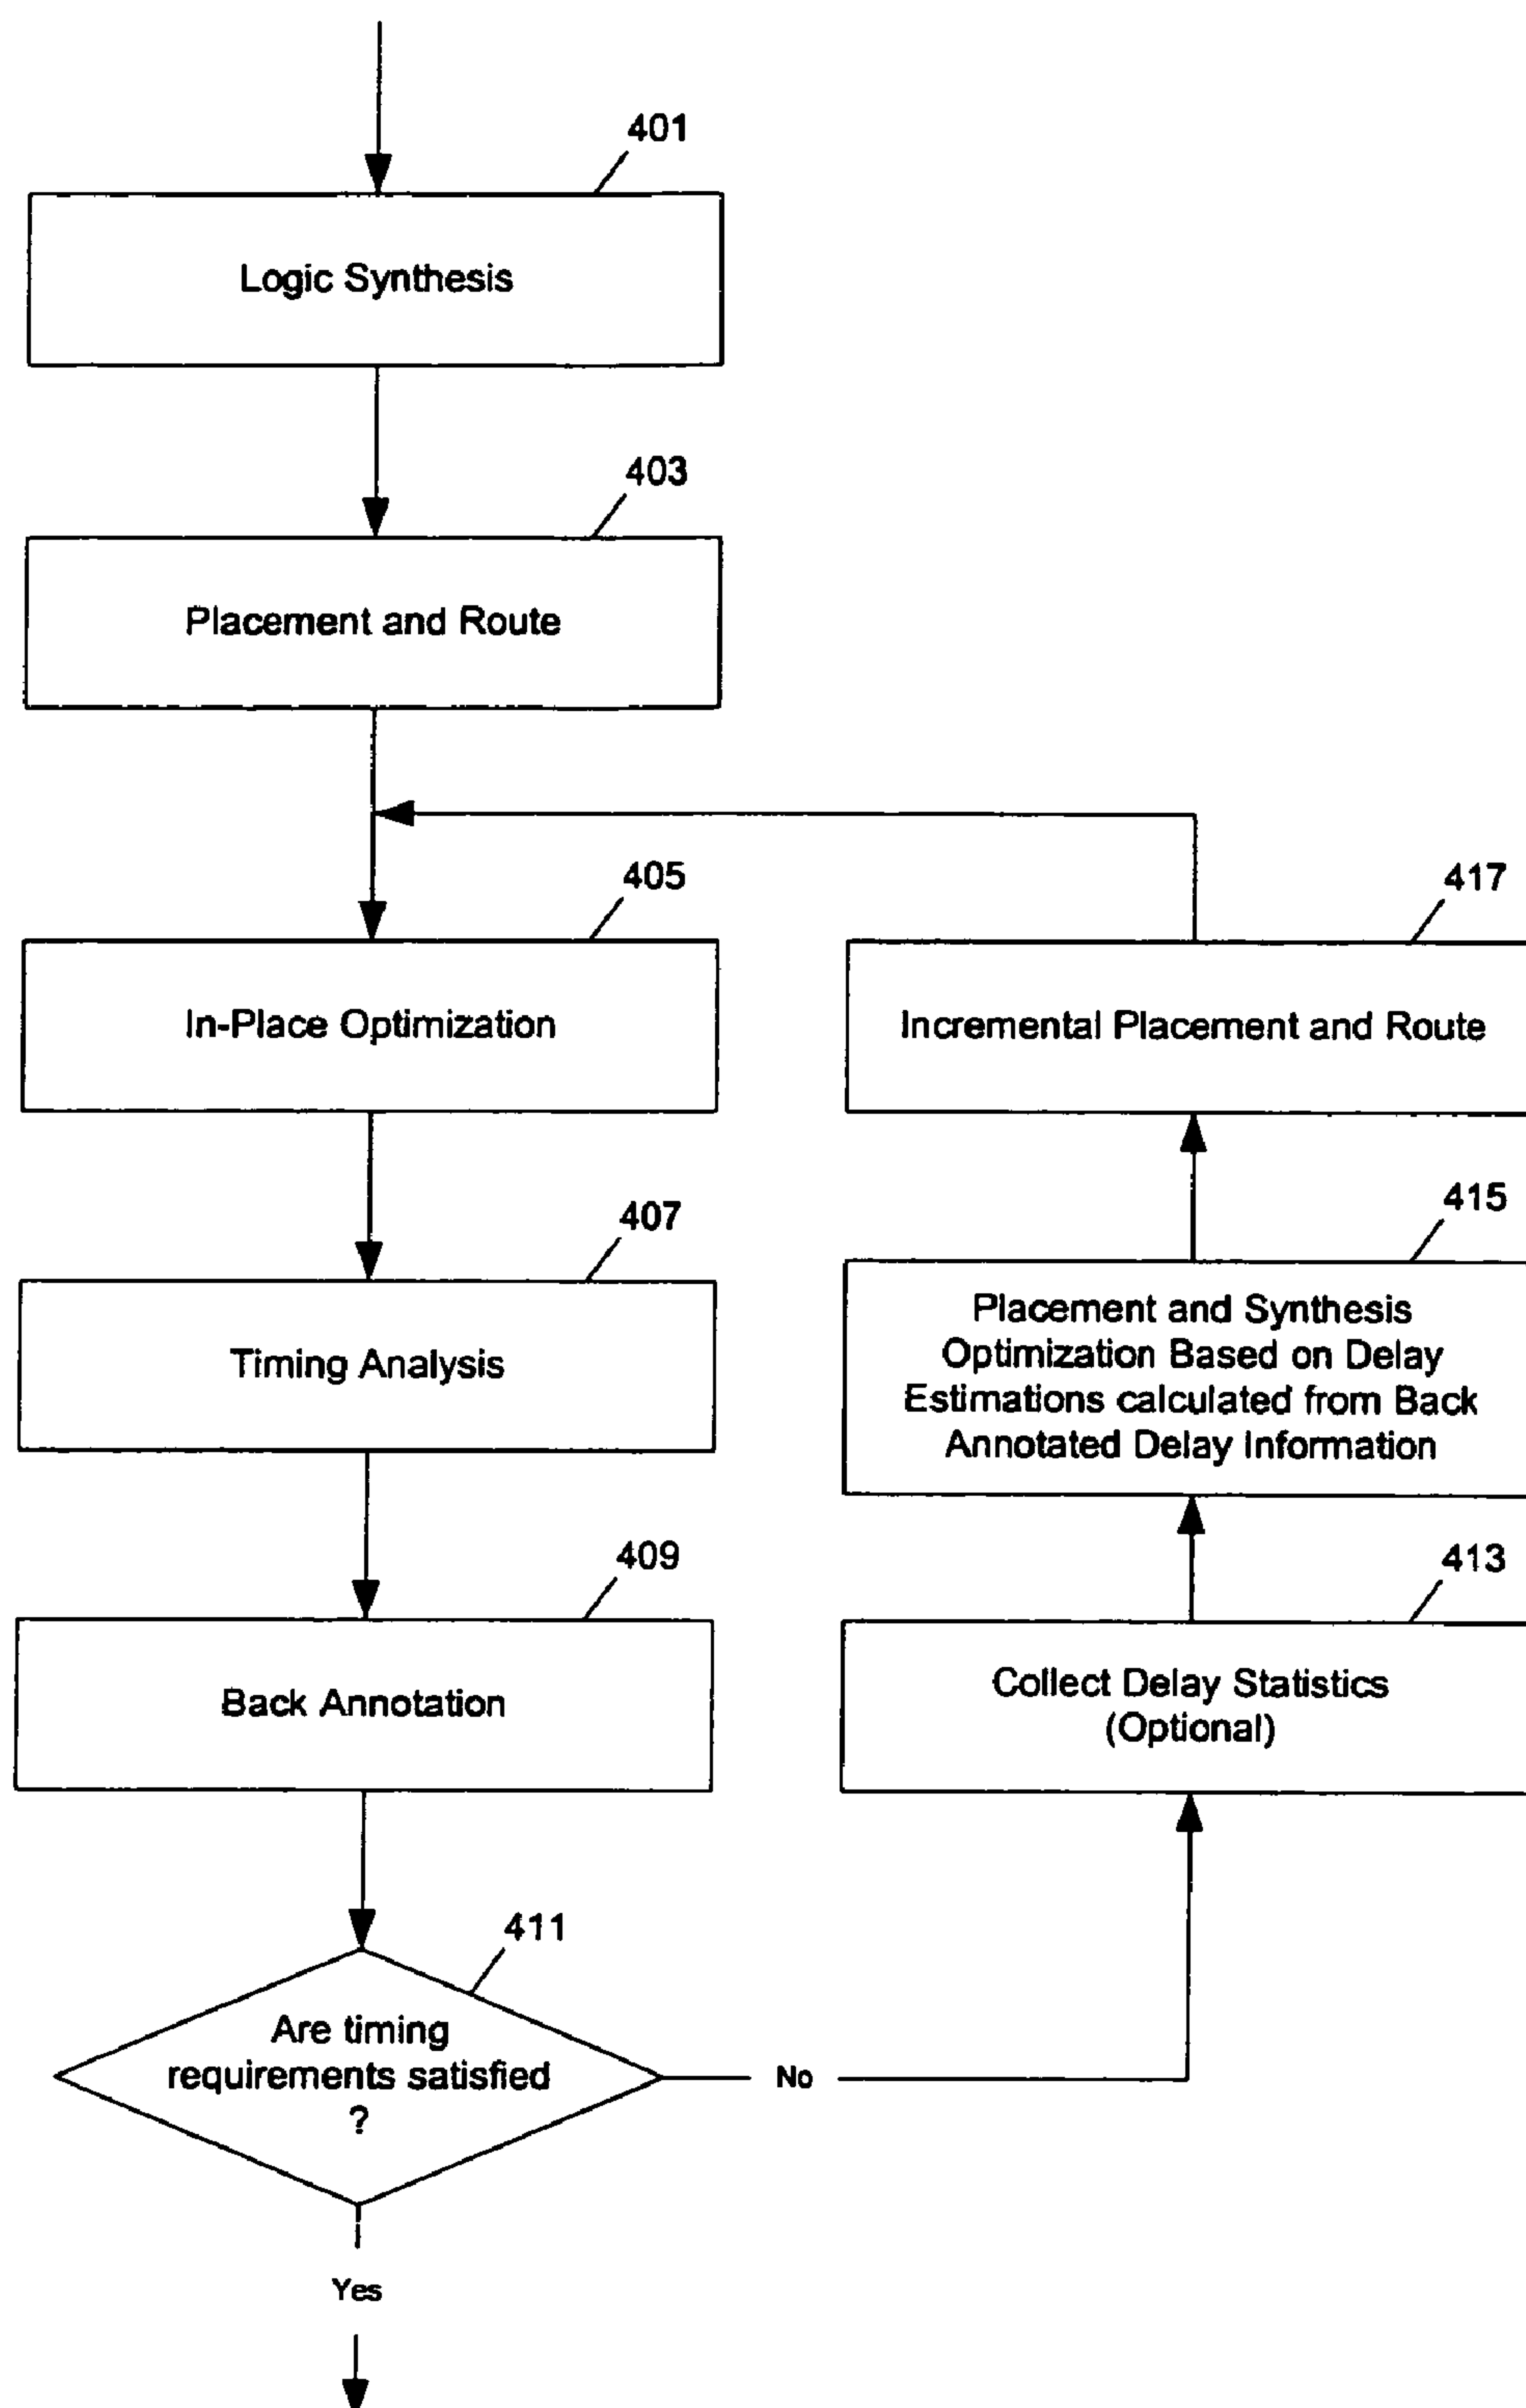 401
Logic Synthesis
403
Placement and Route
405
In-Place Optimization
407
Timing Analysis
409
Back Annotation
411
Are timing
requirements satisfied
?
No
Yes
417
Incremental Placement and Route
415
Placement and Synthesis
Optimization Based on Delay
Estimations calculated from Back
Annotated Delay Information
413
Collect Delay Statistics
(Optional)